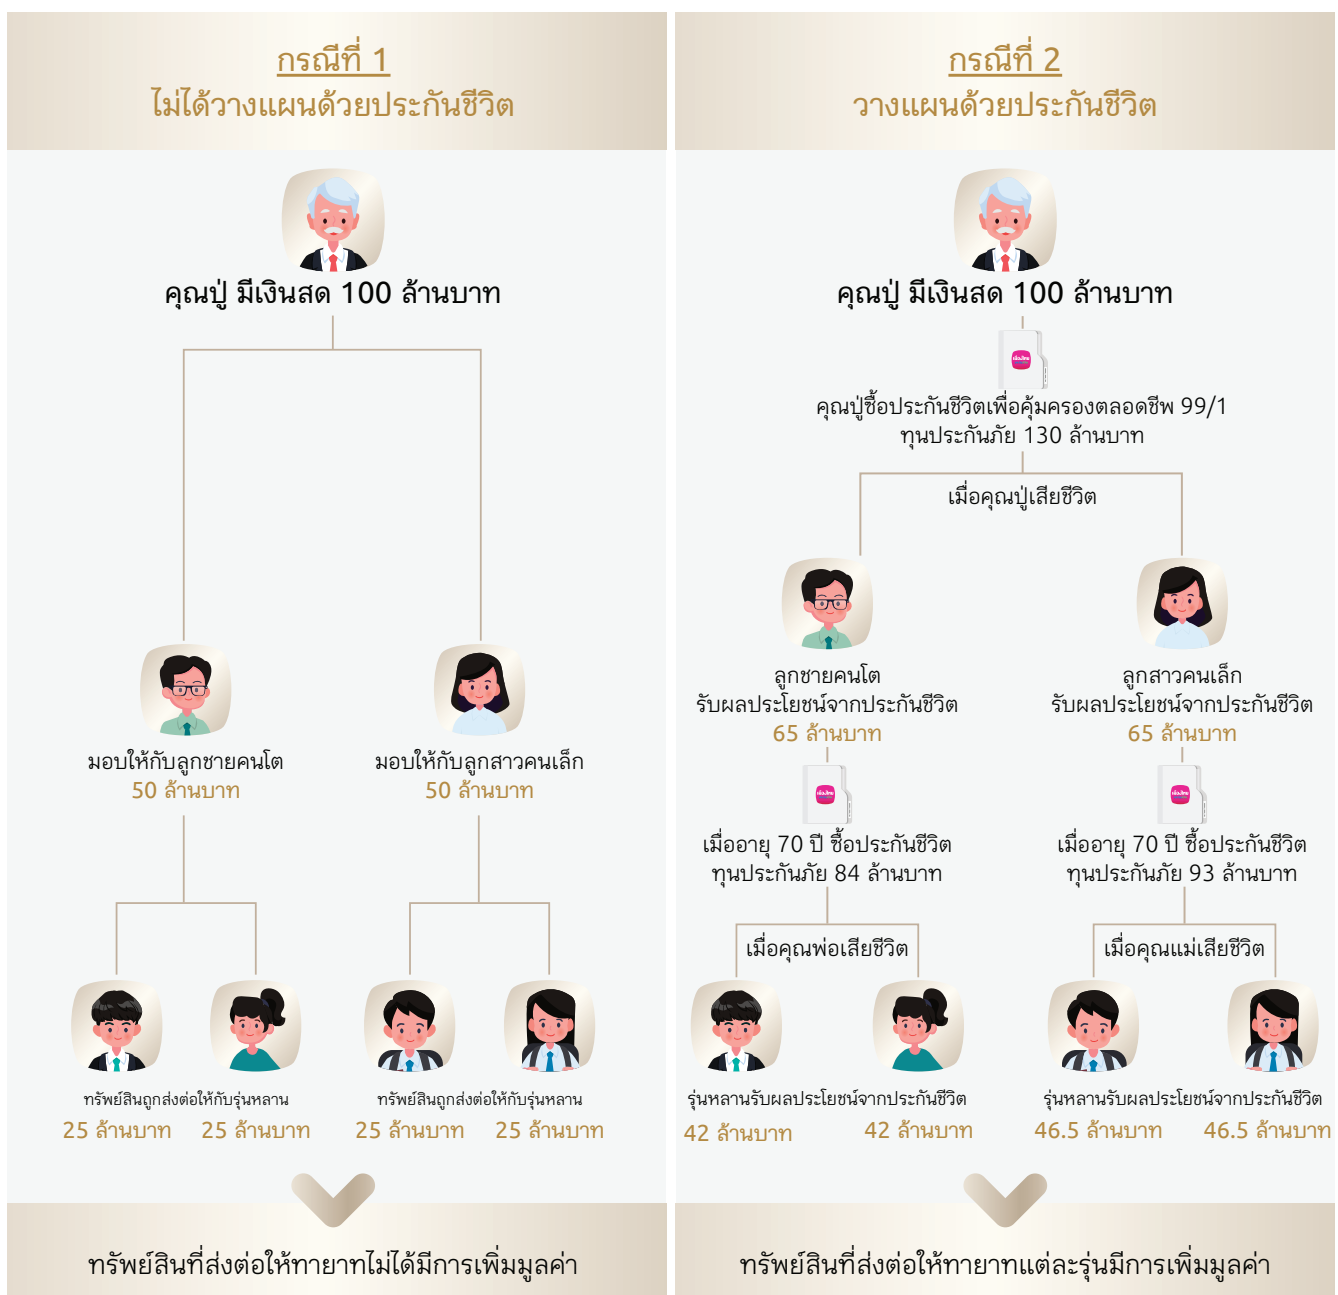 กรณีที่ 1
ไม่ได้วางแผนด้วยประกันชีวิต
คุณปู่ มีเงินสด 100 ล้านบาท
มอบให้กับลูกชายคนโต
50 ล้านบาท
มอบให้กับลูกสาวคนเล็ก
50 ล้านบาท
ทรัพย์สินถูกส่งต่อให้กับรุ่นหลาน
25 ล้านบาท 25 ล้านบาท
ทรัพย์สินถูกส่งต่อให้กับรุ่นหลาน
25 ล้านบาท 25 ล้านบาท
ทรัพย์สินที่ส่งต่อให้ทายาทไม่ได้มีการเพิ่มมูลค่า
กรณีที่ 2
วางแผนด้วยประกันชีวิต
คุณปู่ มีเงินสด 100 ล้านบาท
เมืองไทย
คุณปู่ซื้อประกันชีวิตเพื่อคุ้มครองตลอดชีพ 99/1
ทุนประกันภัย 130 ล้านบาท
เมื่อคุณปู่เสียชีวิต
ลูกชายคนโต
รับผลประโยชน์จากประกันชีวิต
65 ล้านบาท
เมืองไทย
เมื่ออายุ 70 ปี ซื้อประกันชีวิต
ทุนประกันภัย 84 ล้านบาท
เมื่อคุณพ่อเสียชีวิต
รุ่นหลานรับผลประโยชน์จากประกันชีวิต
42 ล้านบาท 42 ล้านบาท
ลูกสาวคนเล็ก
รับผลประโยชน์จากประกันชีวิต
65 ล้านบาท
เมืองไทย
เมื่ออายุ 70 ปี ซื้อประกันชีวิต
ทุนประกันภัย 93 ล้านบาท
เมื่อคุณแม่เสียชีวิต
รุ่นหลานรับผลประโยชน์จากประกันชีวิต
46.5 ล้านบาท 46.5 ล้านบาท
ทรัพย์สินที่ส่งต่อให้ทายาทแต่ละรุ่นมีการเพิ่มมูลค่า